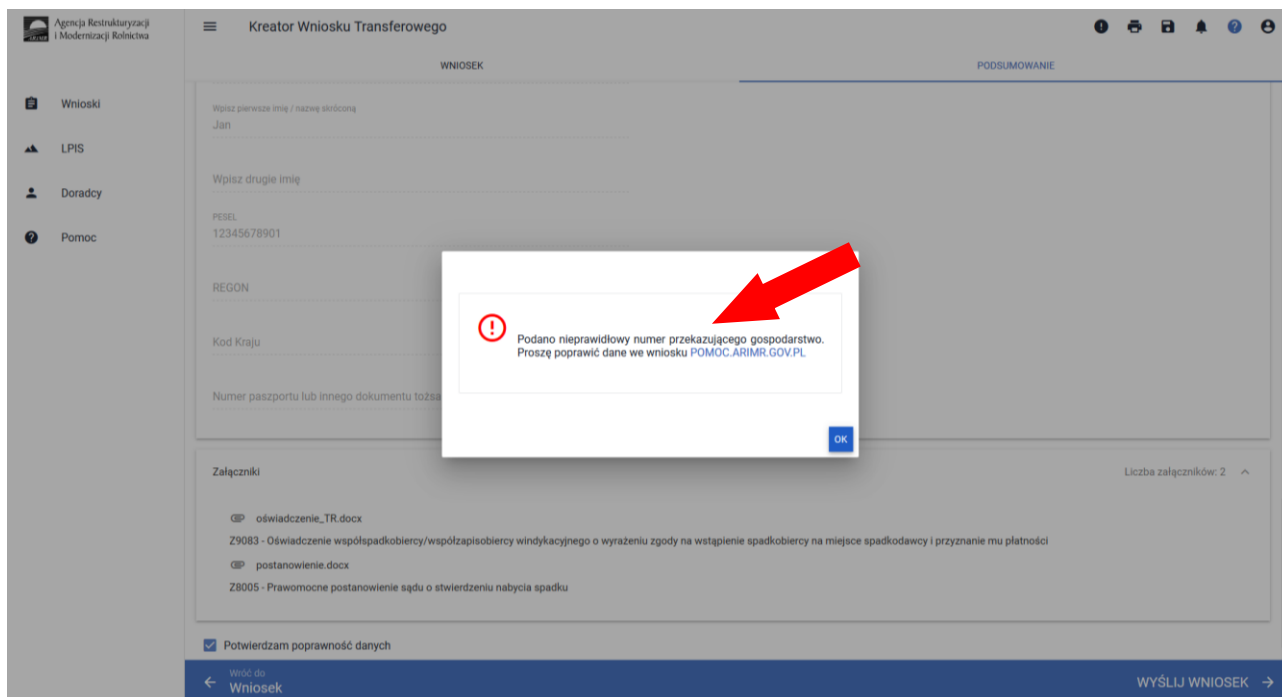 Agencja Restrukturyzacji
i Modernizacji Rolnictwa
Kreator Wniosku Transferowego
WNIOSEK
PODSUMOWANIE
Wnioski
LPIS
Doradcy
Pomoc
Wpisz pierwsze imię / nazwę skróconą
Jan
Wpisz drugie imię
PESEL
12345678901
REGON
Kod Kraju
Numer paszportu lub innego dokumentu tożsa
Podano nieprawidłowy numer przekazującego gospodarstwo.
Proszę poprawić dane we wniosku POMOC.ARIMR.GOV.PL
OK
Załączniki
Liczba załączników: 2
oświadczenie_TR.docx
Z9083 - Oświadczenie współspadkobiercy/współzapisobiercy windykacyjnego o wyrażeniu zgody na wstąpienie spadkobiercy na miejsce spadkodawcy i przyznanie mu płatności
postanowienie.docx
Z8005 - Prawomocne postanowienie sądu o stwierdzeniu nabycia spadku
Potwierdzam poprawność danych
Wróć do
Wniosek
WYŚLIJ WNIOSEK